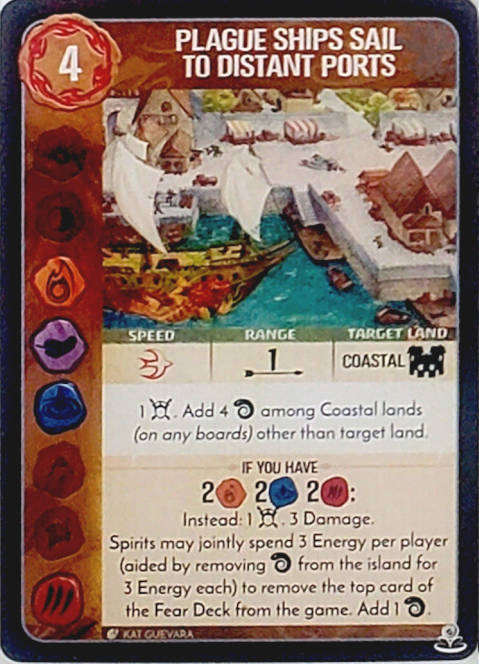 4
PLAGUE SHIPS SAIL
TO DISTANT PORTS
SPEED RANGE TARGET LAND
1 COASTAL
1 . Add 4 among Coastal lands
(on any boards) other than target land.
IF YOU HAVE
2 2 2 :
Instead: 1 . 3 Damage.
Spirits may jointly spend 3 Energy per player
(aided by removing from the island for
3 Energy each) to remove the top card of
the Fear Deck from the game. Add 1 .
KAT GUEVARA